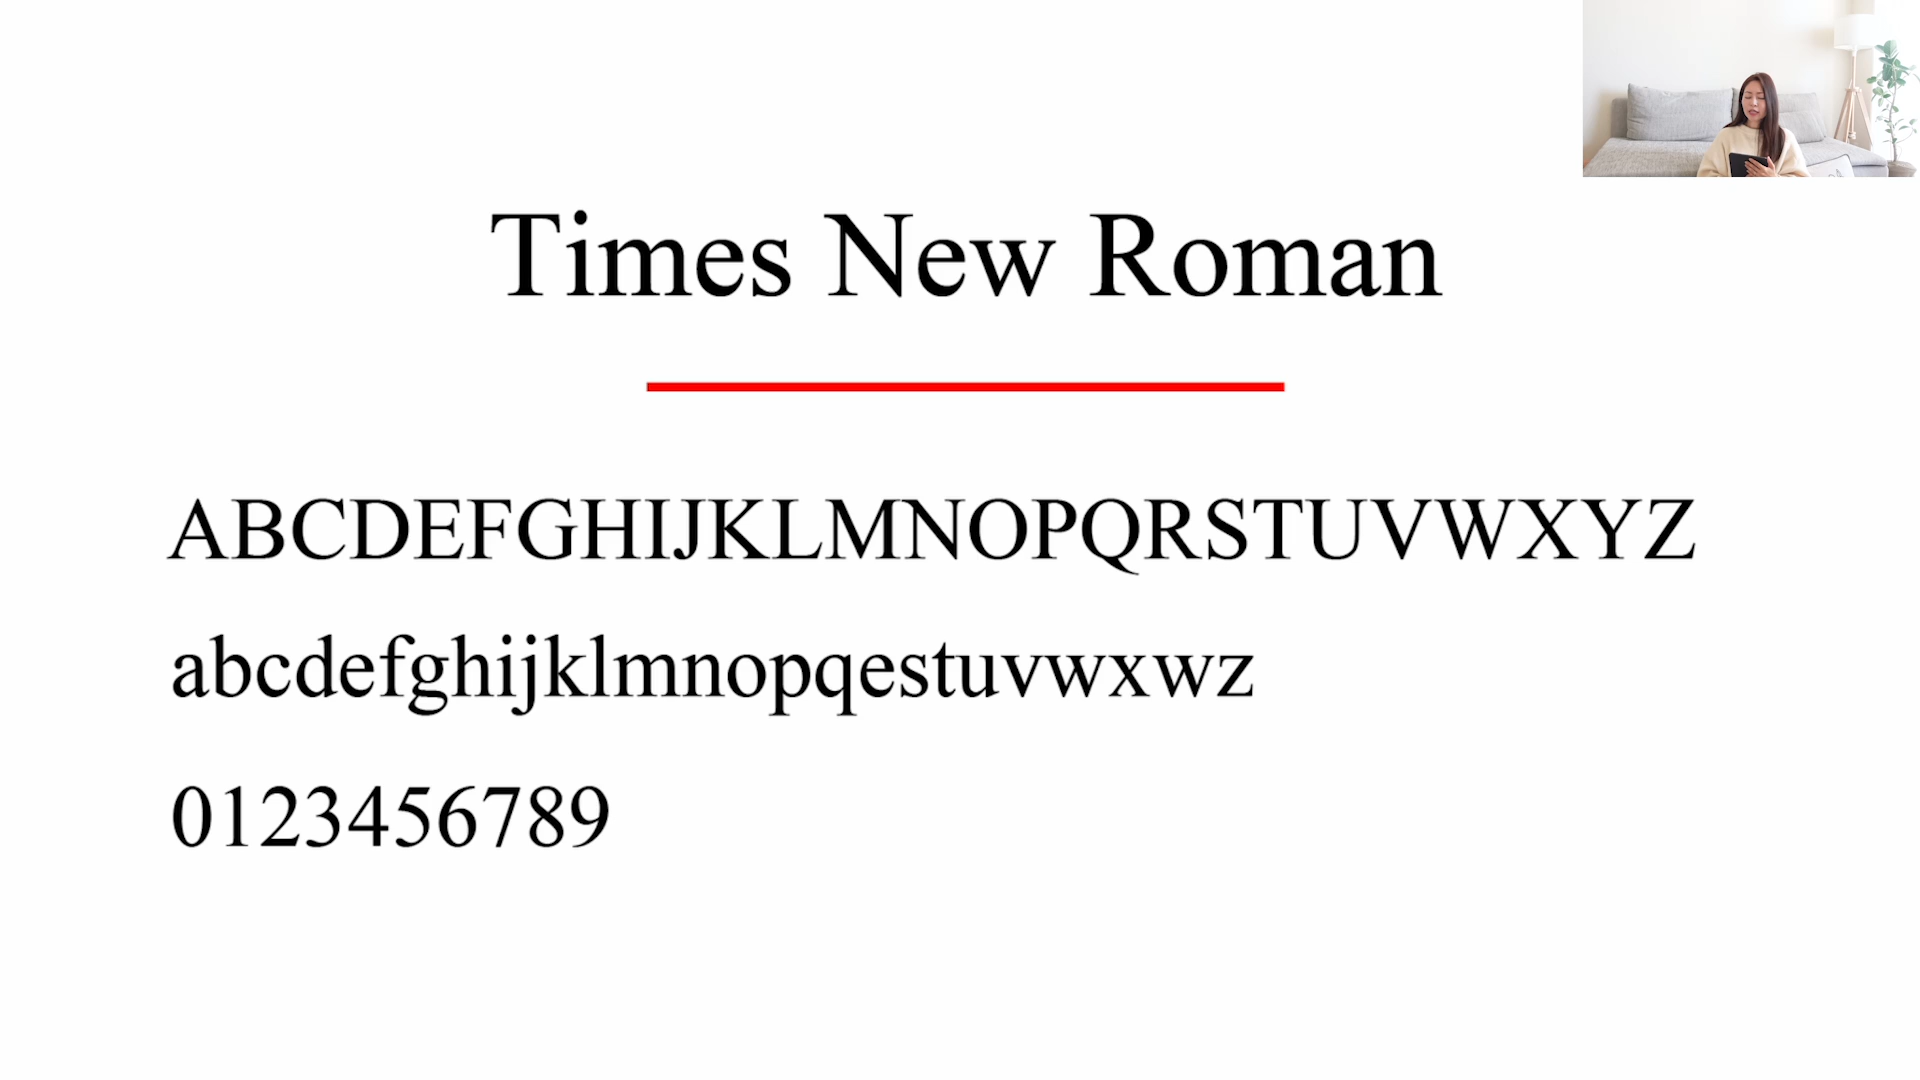 Times New Roman
ABCDEFGHIJKLMNOPQRSTUVWXYZ
abcdefghijklmnopqestuvwxwz
0123456789